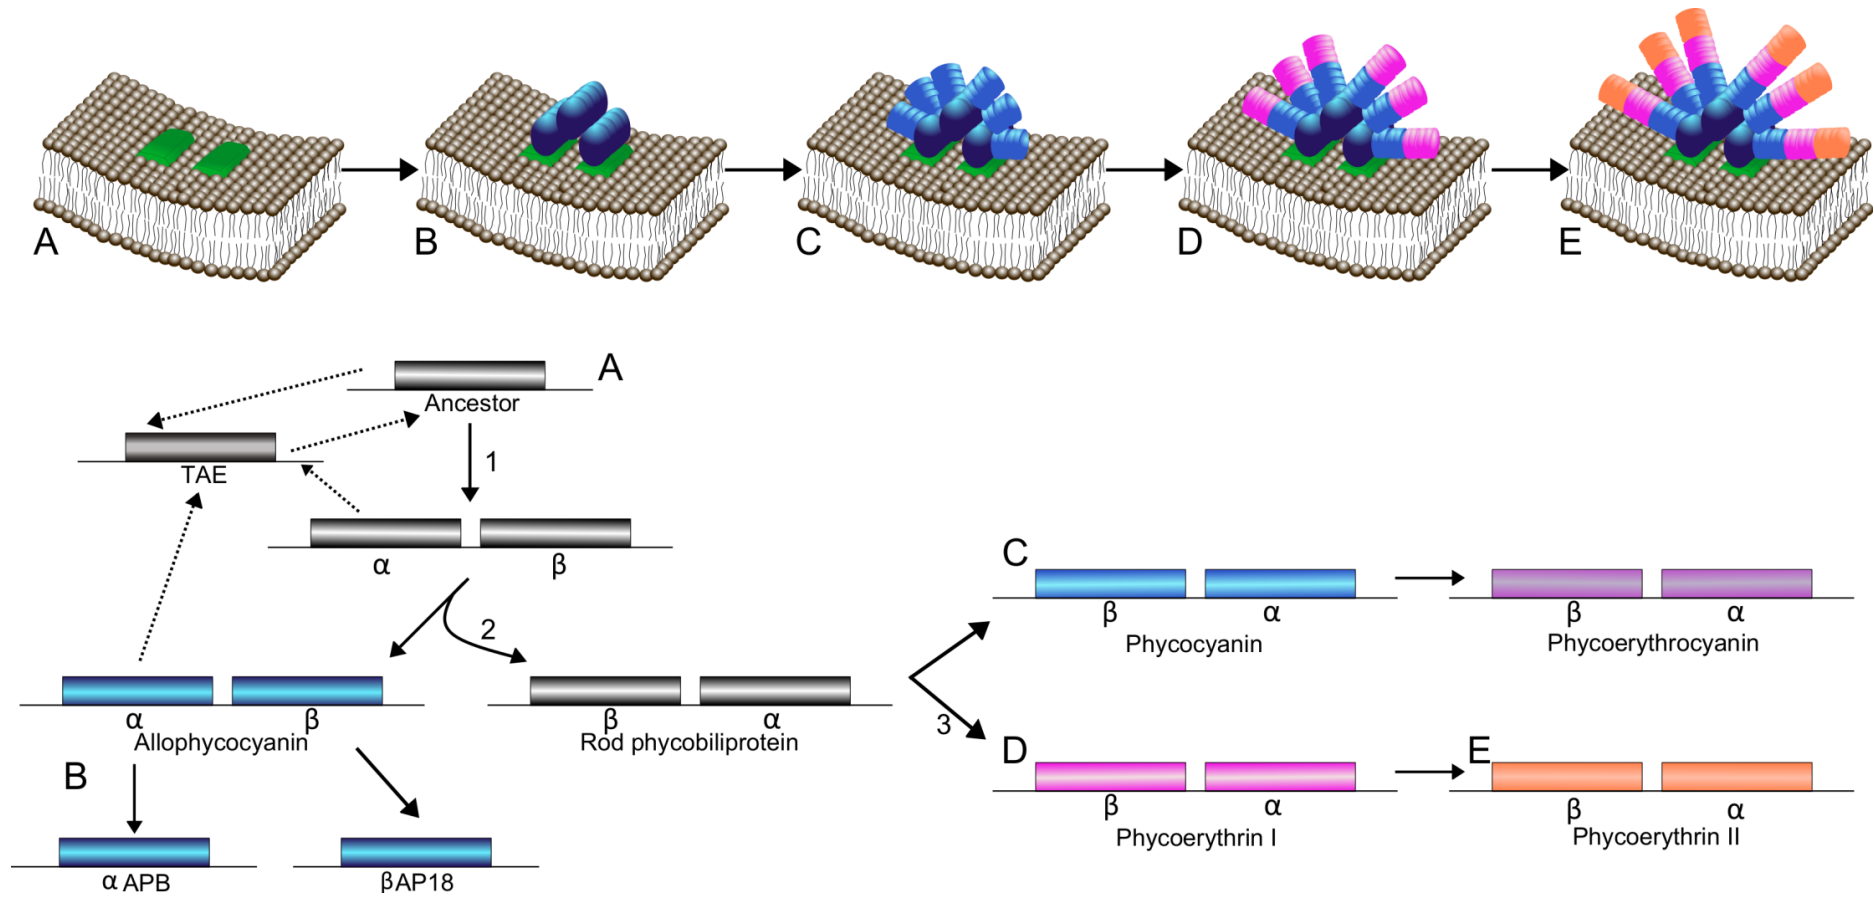 A
B
C
D
E
A
Ancestor
TAE
1
α β
2
α β
Allophycocyanin
β α
Rod phycobiliprotein
B
α APB
βAP18
3
C
β α
Phycocyanin
β α
Phycoerythrocyanin
D
β α
Phycoerythrin I
E
β α
Phycoerythrin II